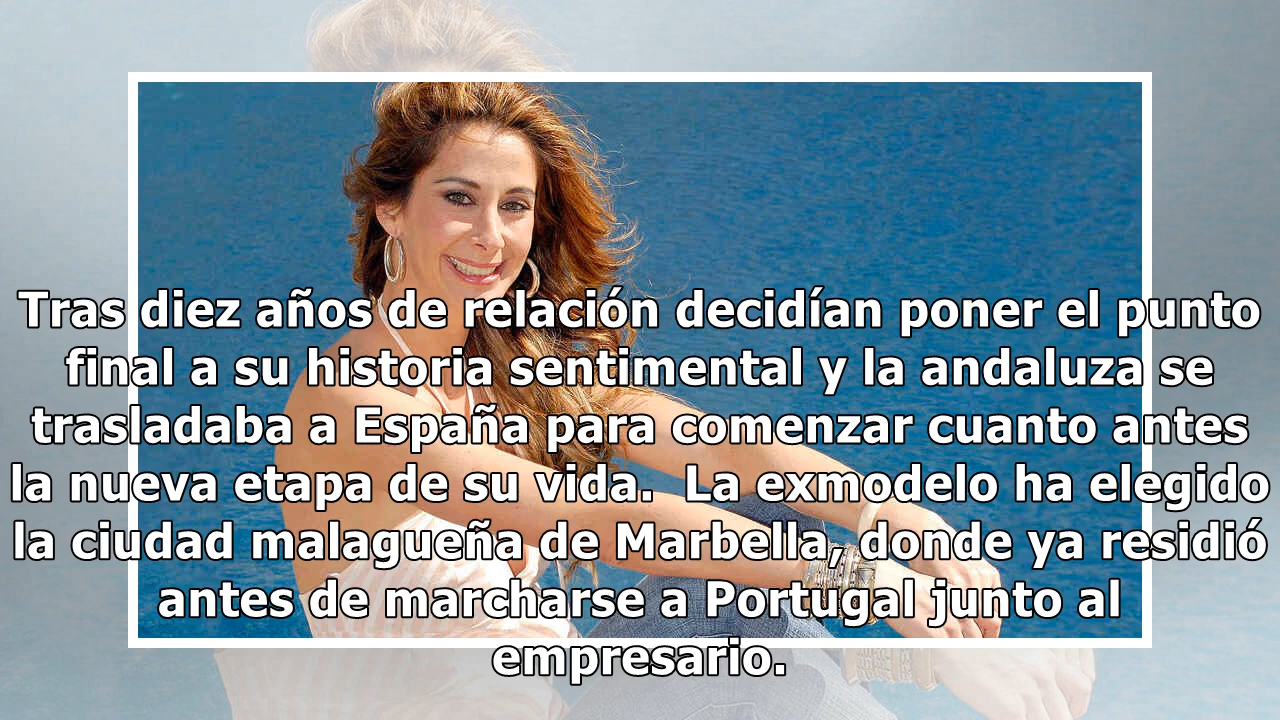 Tras diez años de relación decidían poner el punto
final a su historia sentimental y la andaluza se
trasladaba a España para comenzar cuanto antes
la nueva etapa de su vida.  La exmodelo ha elegido
la ciudad malagueña de Marbella, donde ya residió
antes de marcharse a Portugal junto al
empresario.